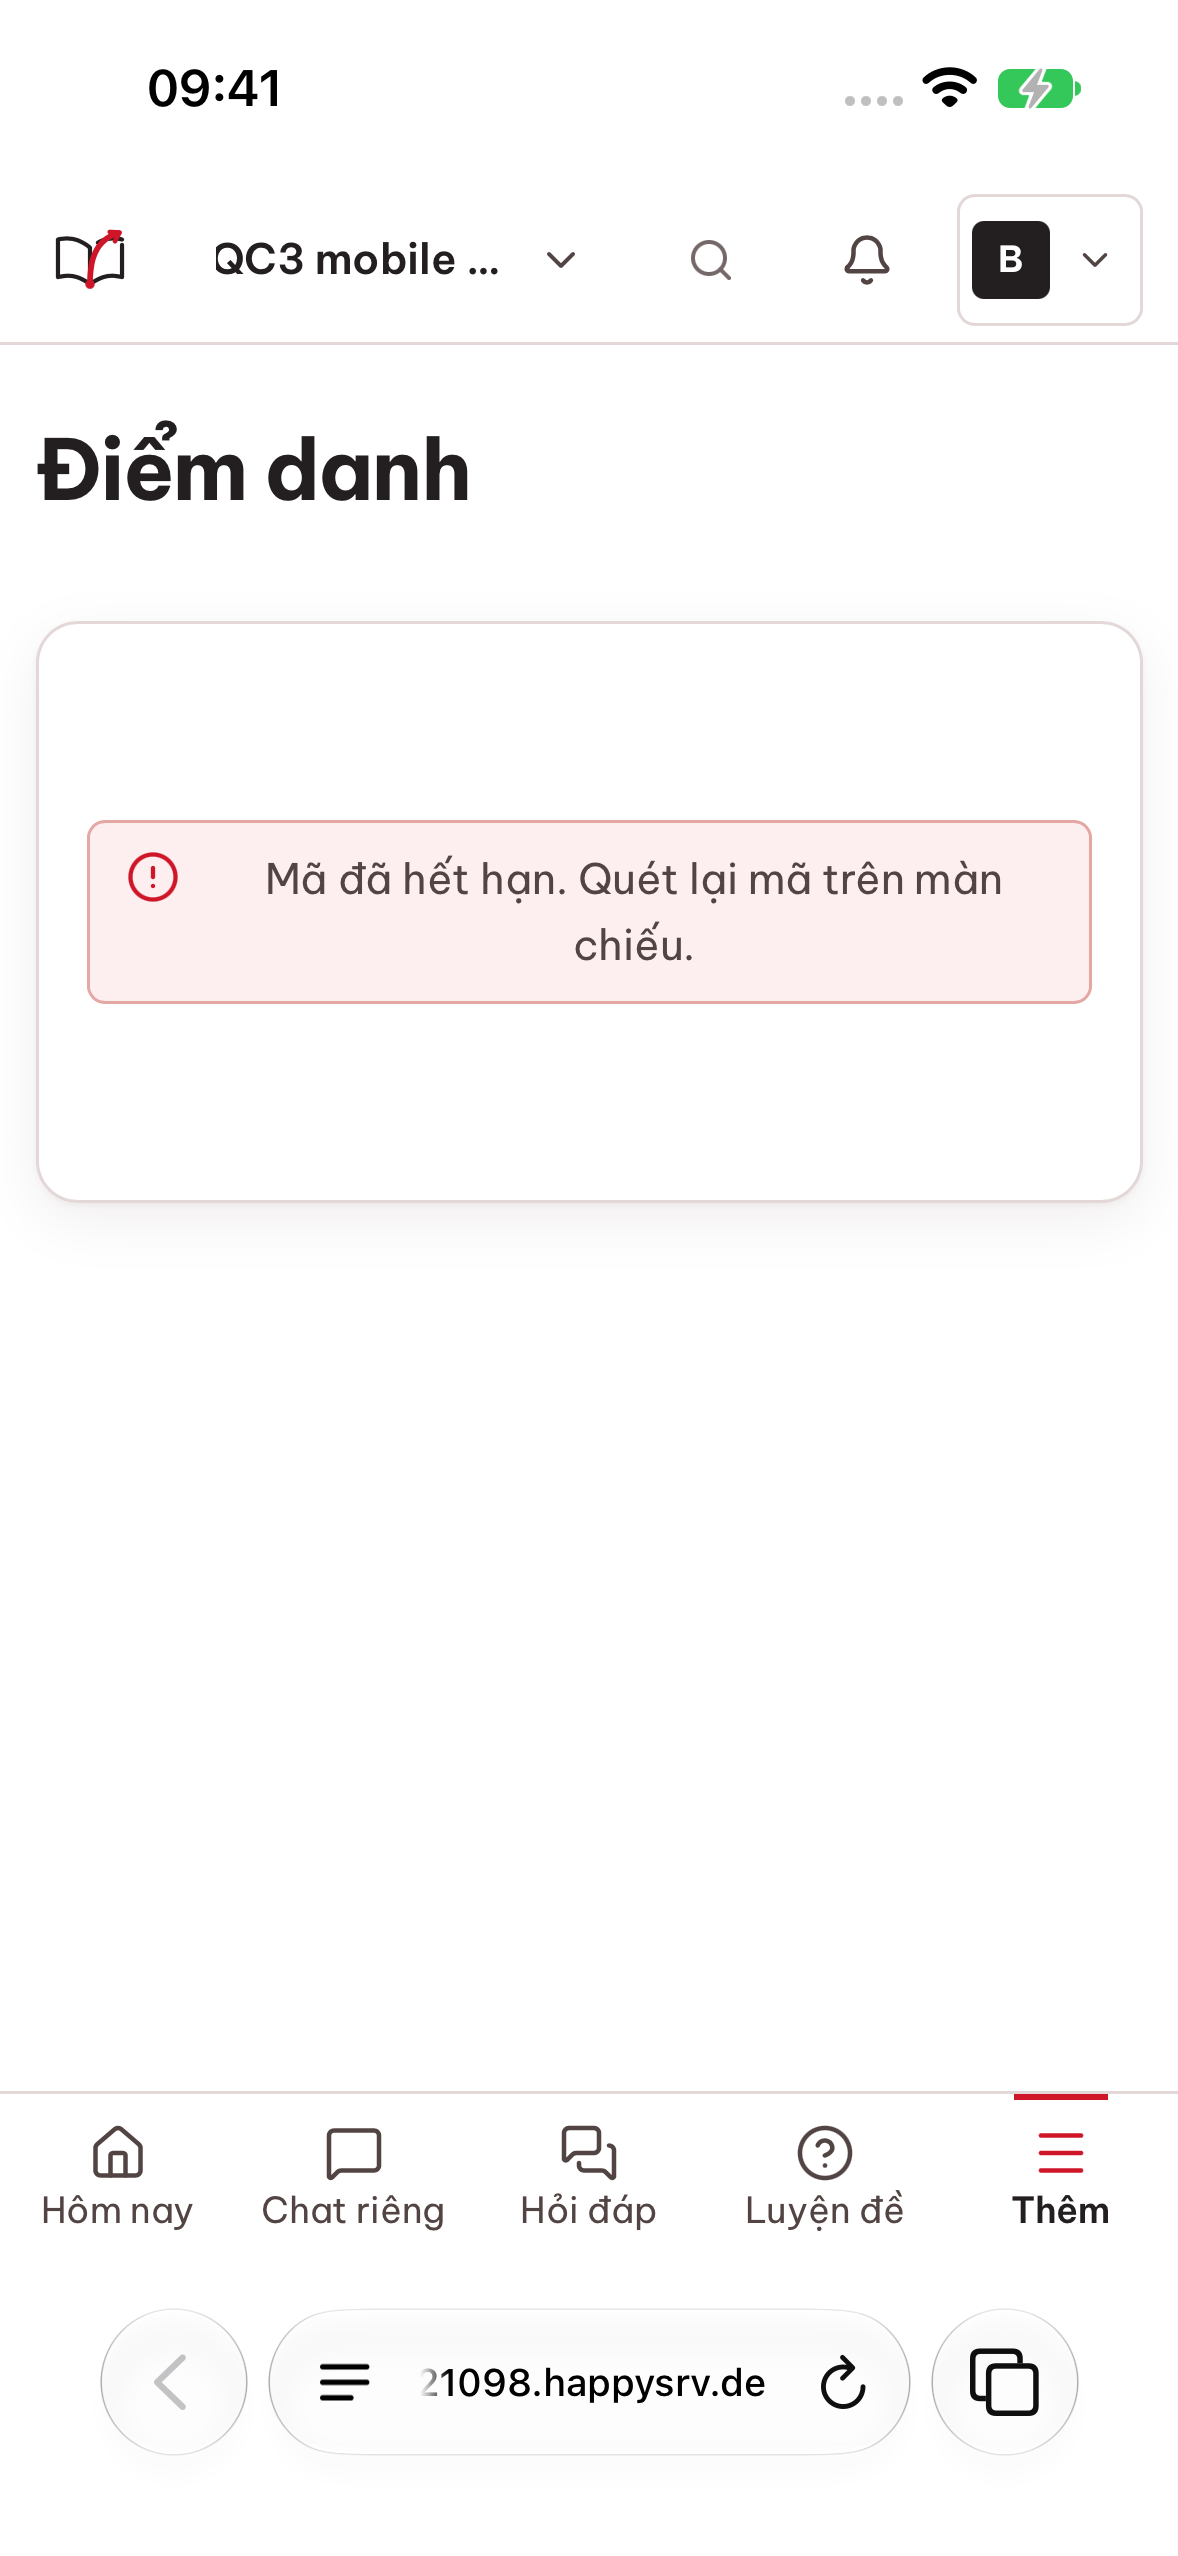 09:41
QC3 mobile ...
B
Điểm danh
Mã đã hết hạn. Quét lại mã trên màn
chiếu.
Hôm nay
Chat riêng
Hỏi đáp
Luyện đề
Thêm
21098.happysrv.de